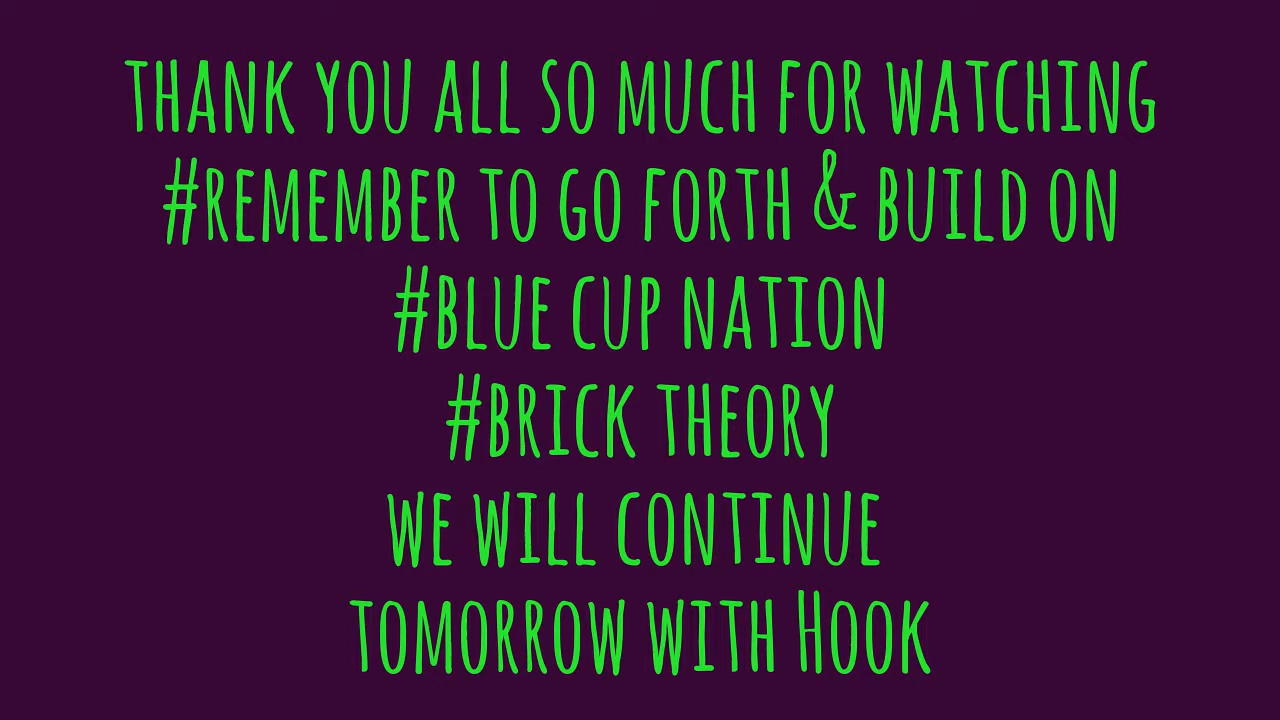 THANK YOU ALL SO MUCH FOR WATCHING
#REMEMBER TO GO FORTH & BUILD ON
#BLUE CUP NATION
#BRICK THEORY
WE WILL CONTINUE
TOMORROW WITH HOOK